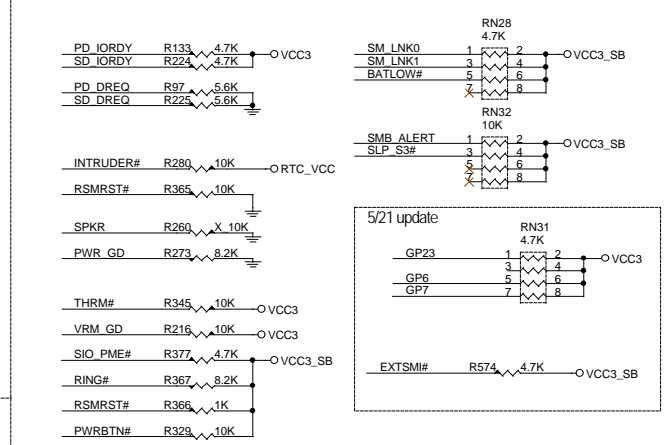 PD_IORDY R133 4.7K VCC3
SD_IORDY R224 4.7K
PD_DREQ R97 5.6K
SD_DREQ R225 5.6K
INTRUDER# R280 10K RTC_VCC
RSMRST# R365 10K
SPKR R260 X_10K
PWR_GD R273 8.2K
THRM# R345 10K VCC3
VRM_GD R216 10K VCC3
SIO_PME# R377 4.7K VCC3_SB
RING# R367 8.2K
RSMRST# R366 1K
PWRBTN# R329 10K
RN28
4.7K
SM_LNK0 1 2 VCC3_SB
SM_LNK1 3 4
BATLOW# 5 6
7 8
RN32
10K
SMB_ALERT 1 2 VCC3_SB
SLP_S3# 3 4
5 6
7 8
5/21 update
RN31
4.7K
GP23 1 2 VCC3
3 4
GP6 5 6
GP7 7 8
EXTSMI# R574 4.7K VCC3_SB